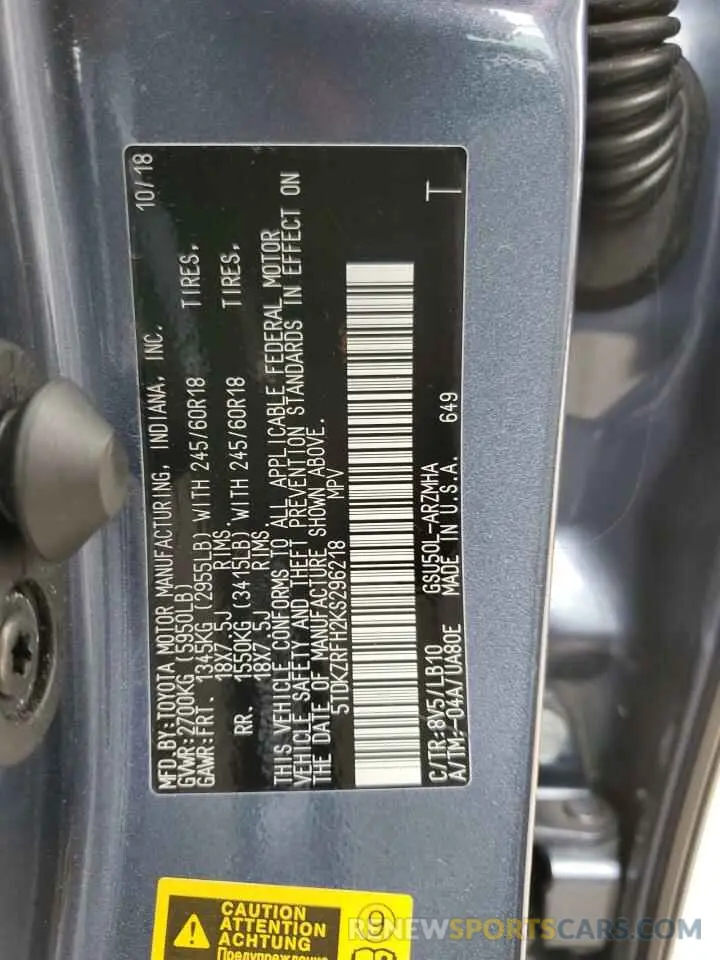 MFD.BY:TOYOTA MOTOR MANUFACTURING, INDIANA, INC. 10/18
GVWR:2700KG (5950LB)
GAWR:FRT. 1345KG (2955LB) WITH 245/60R18 TIRES,
18X7.5J RIMS.
RR. 1550KG (3415LB) WITH 245/60R18 TIRES,
18X7.5J RIMS.
THIS VEHICLE CONFORMS TO ALL APPLICABLE FEDERAL MOTOR
VEHICLE SAFETY AND THEFT PREVENTION STANDARDS IN EFFECT ON
THE DATE OF MANUFACTURE SHOWN ABOVE.
5TDKZRFH2KS296218 MPV
C/TR:8V5/LB10 GSU50L-ARZMHA T
A/TM:-04A/UA80E MADE IN U.S.A. 649
CAUTION
ATTENTION
ACHTUNG
Предупреждение
9
RENEWSPORTSCARS.COM